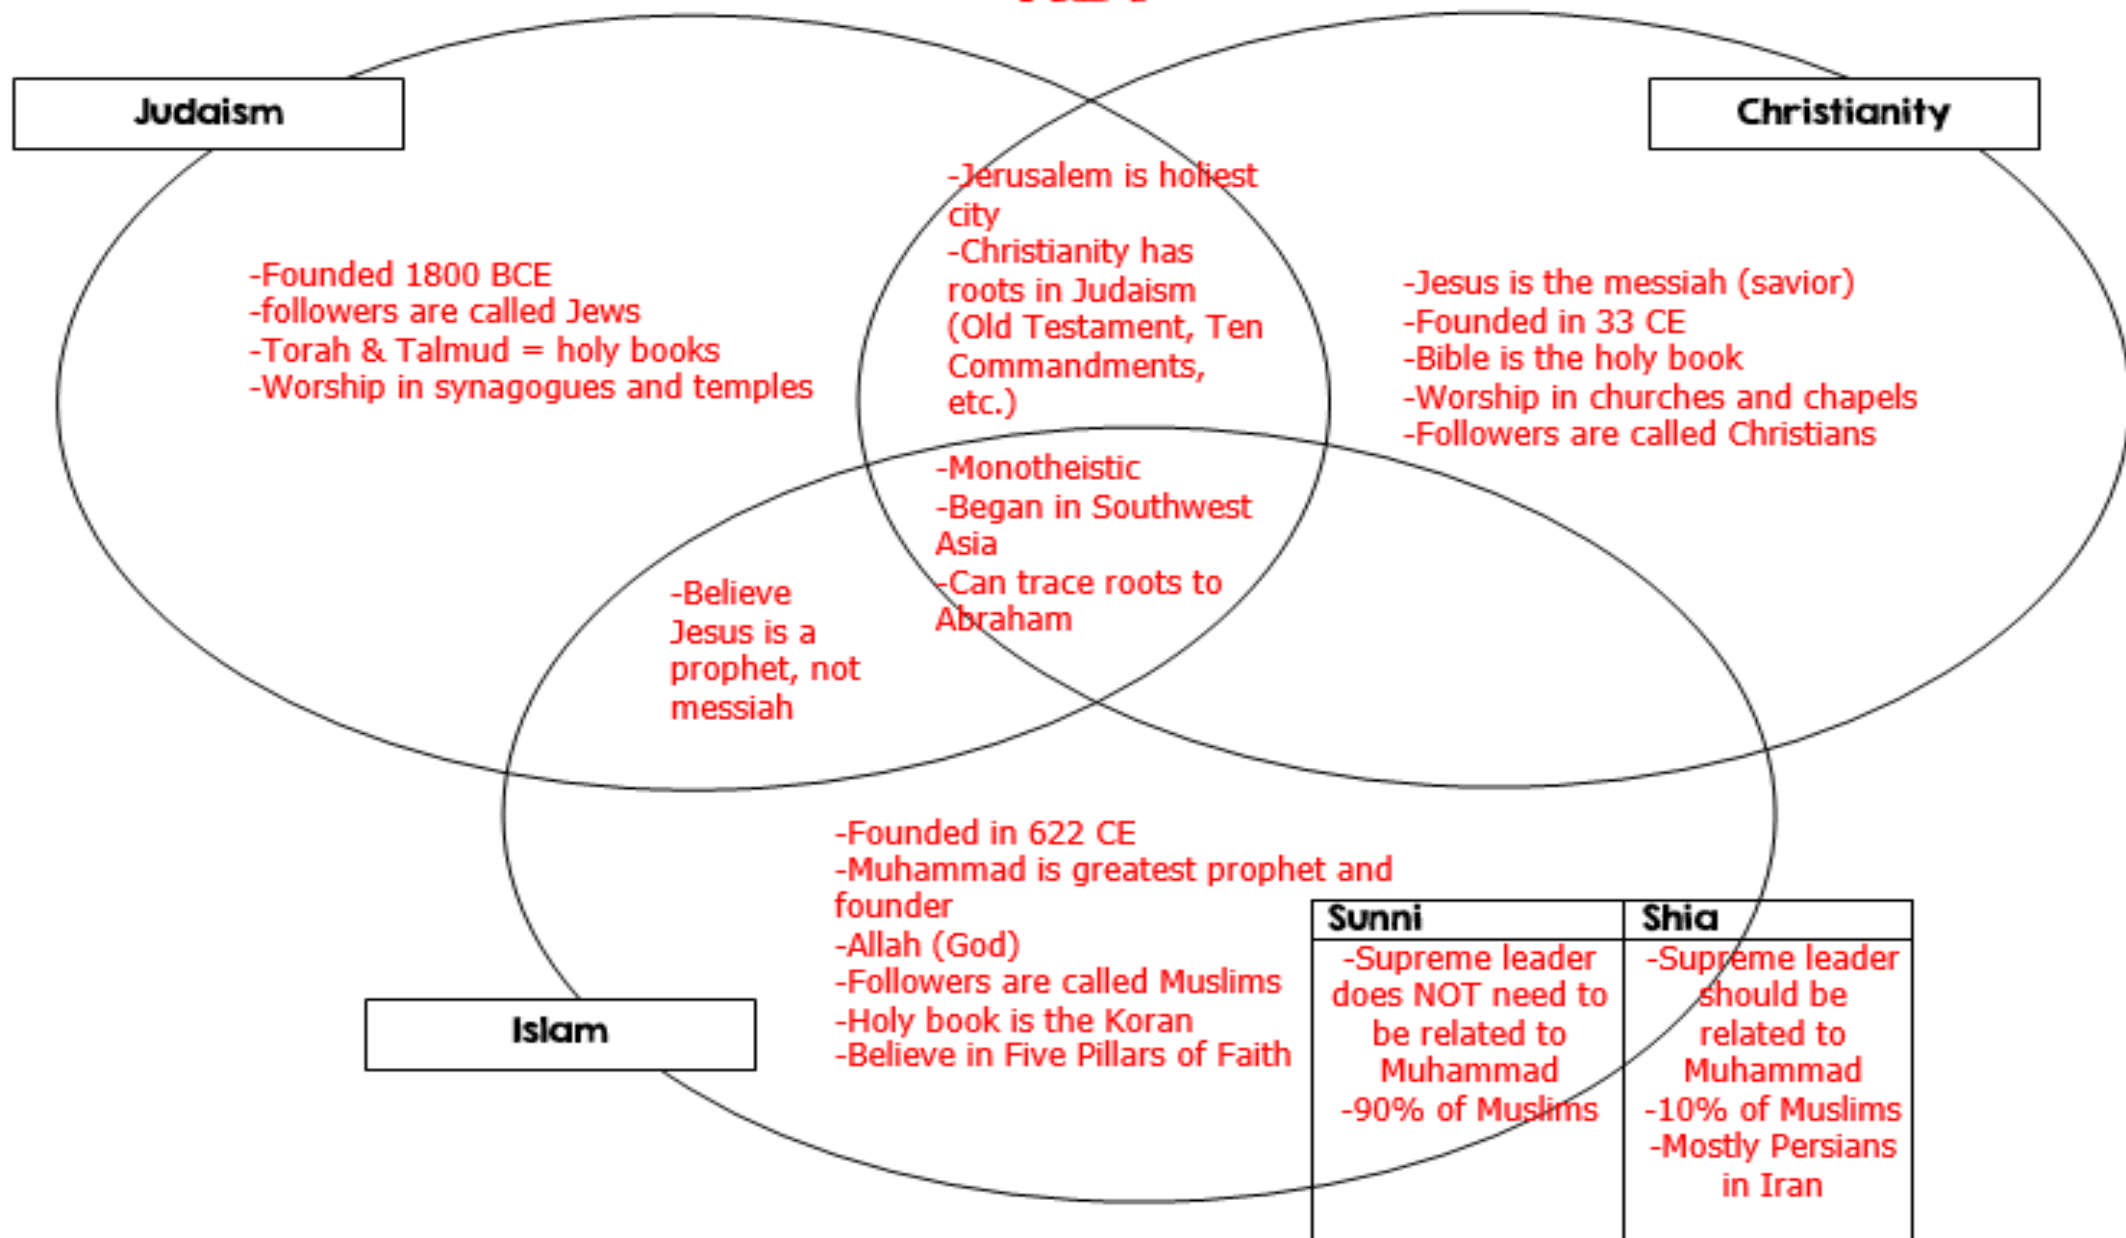 Judaism
Christianity
-Jerusalem is holiest
city
-Christianity has
roots in Judaism
(Old Testament, Ten
Commandments,
etc.)
-Founded 1800 BCE
-followers are called Jews
-Torah & Talmud = holy books
-Worship in synagogues and temples
-Jesus is the messiah (savior)
-Founded in 33 CE
-Bible is the holy book
-Worship in churches and chapels
-Followers are called Christians
-Monotheistic
-Began in Southwest
Asia
-Can trace roots to
Abraham
-Believe
Jesus is a
prophet, not
messiah
-Founded in 622 CE
-Muhammad is greatest prophet and
founder
-Allah (God)
-Followers are called Muslims
-Holy book is the Koran
-Believe in Five Pillars of Faith
Islam
Sunni
-Supreme leader
does NOT need to
be related to
Muhammad
-90% of Muslims
Shia
-Supreme leader
should be
related to
Muhammad
-10% of Muslims
-Mostly Persians
in Iran